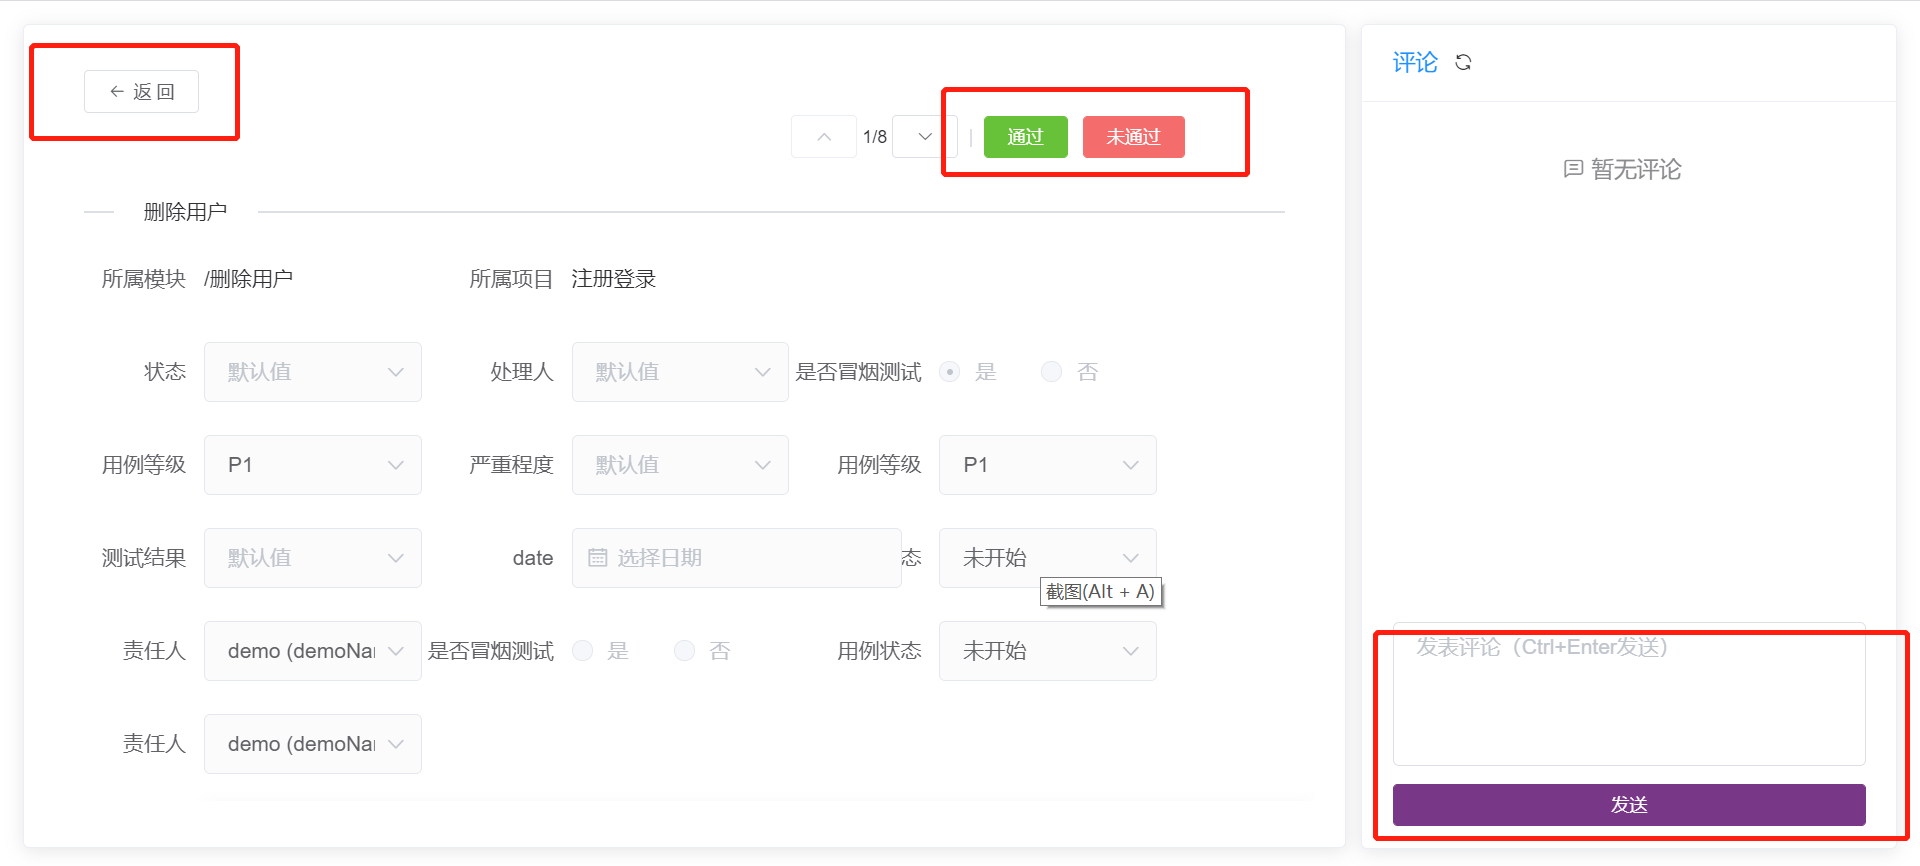 返回
1/8
通过
未通过
删除用户
所属模块 /删除用户 所属项目 注册登录
状态 默认值 处理人 默认值 是否冒烟测试 是 否
用例等级 P1 严重程度 默认值 用例等级 P1
测试结果 默认值 date 选择日期 态 未开始
截图(Alt + A)
责任人 demo (demoNa 是否冒烟测试 是 否 用例状态 未开始
责任人 demo (demoNa
评论
暂无评论
发表评论（Ctrl+Enter发送）
发送